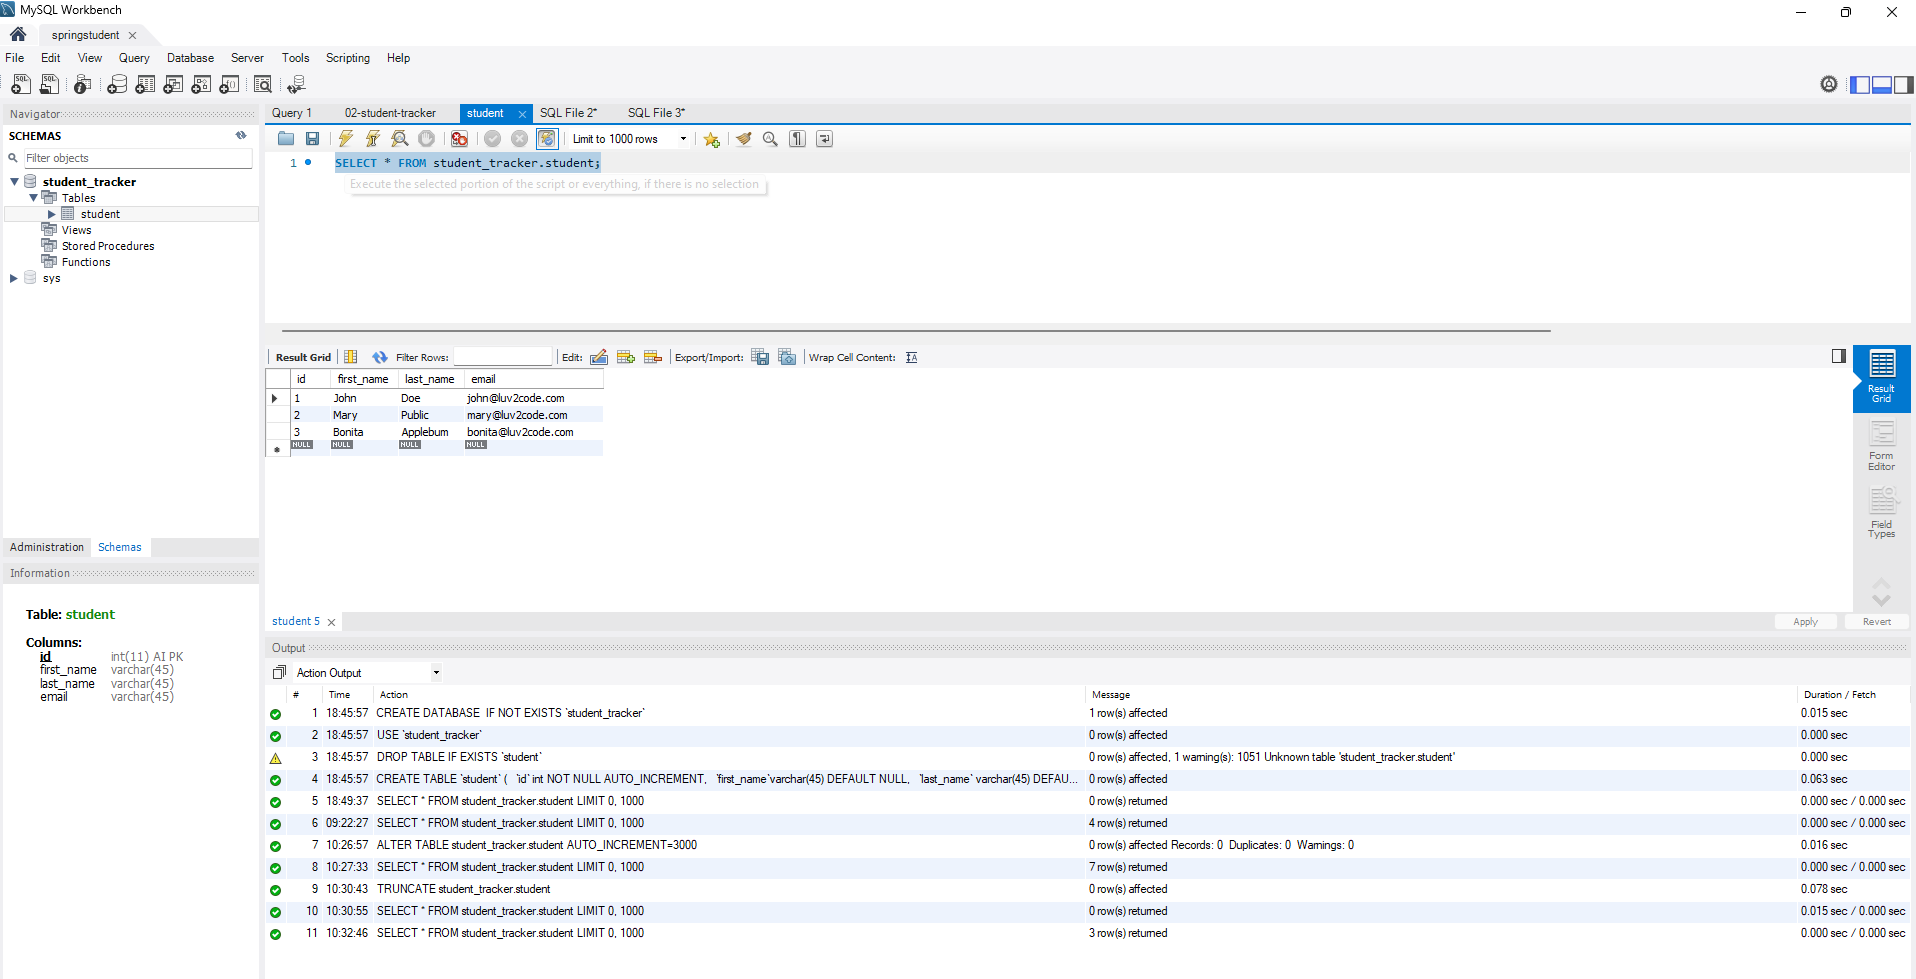 MySQL Workbench
springstudent
File Edit View Query Database Server Tools Scripting Help
Navigator
SCHEMAS
Filter objects
student_tracker
Tables
student
Views
Stored Procedures
Functions
sys
Administration Schemas
Information
Table: student
Columns:
id int(11) AI PK
first_name varchar(45)
last_name varchar(45)
email varchar(45)
Query 1 02-student-tracker student SQL File 2* SQL File 3*
Limit to 1000 rows
1 SELECT * FROM student_tracker.student;
Execute the selected portion of the script or everything, if there is no selection
Result Grid Filter Rows: Edit: Export/Import: Wrap Cell Content:
id first_name last_name email
1 John Doe john@luv2code.com
2 Mary Public mary@luv2code.com
3 Bonita Applebum bonita@luv2code.com
NULL NULL NULL NULL
Result
Grid
Form
Editor
Field
Types
student 5
Apply Revert
Output
Action Output
# Time Action Message Duration / Fetch
1 18:45:57 CREATE DATABASE  IF NOT EXISTS `student_tracker` 1 row(s) affected 0.015 sec
2 18:45:57 USE `student_tracker` 0 row(s) affected 0.000 sec
3 18:45:57 DROP TABLE IF EXISTS `student` 0 row(s) affected, 1 warning(s): 1051 Unknown table 'student_tracker.student' 0.000 sec
4 18:45:57 CREATE TABLE `student` (   `id` int NOT NULL AUTO_INCREMENT,   `first_name` varchar(45) DEFAULT NULL,   `last_name` varchar(45) DEFAU... 0 row(s) affected 0.063 sec
5 18:49:37 SELECT * FROM student_tracker.student LIMIT 0, 1000 0 row(s) returned 0.000 sec / 0.000 sec
6 09:22:27 SELECT * FROM student_tracker.student LIMIT 0, 1000 4 row(s) returned 0.000 sec / 0.000 sec
7 10:26:57 ALTER TABLE student_tracker.student AUTO_INCREMENT=3000 0 row(s) affected Records: 0  Duplicates: 0  Warnings: 0 0.016 sec
8 10:27:33 SELECT * FROM student_tracker.student LIMIT 0, 1000 7 row(s) returned 0.000 sec / 0.000 sec
9 10:30:43 TRUNCATE student_tracker.student 0 row(s) affected 0.078 sec
10 10:30:55 SELECT * FROM student_tracker.student LIMIT 0, 1000 0 row(s) returned 0.015 sec / 0.000 sec
11 10:32:46 SELECT * FROM student_tracker.student LIMIT 0, 1000 3 row(s) returned 0.000 sec / 0.000 sec